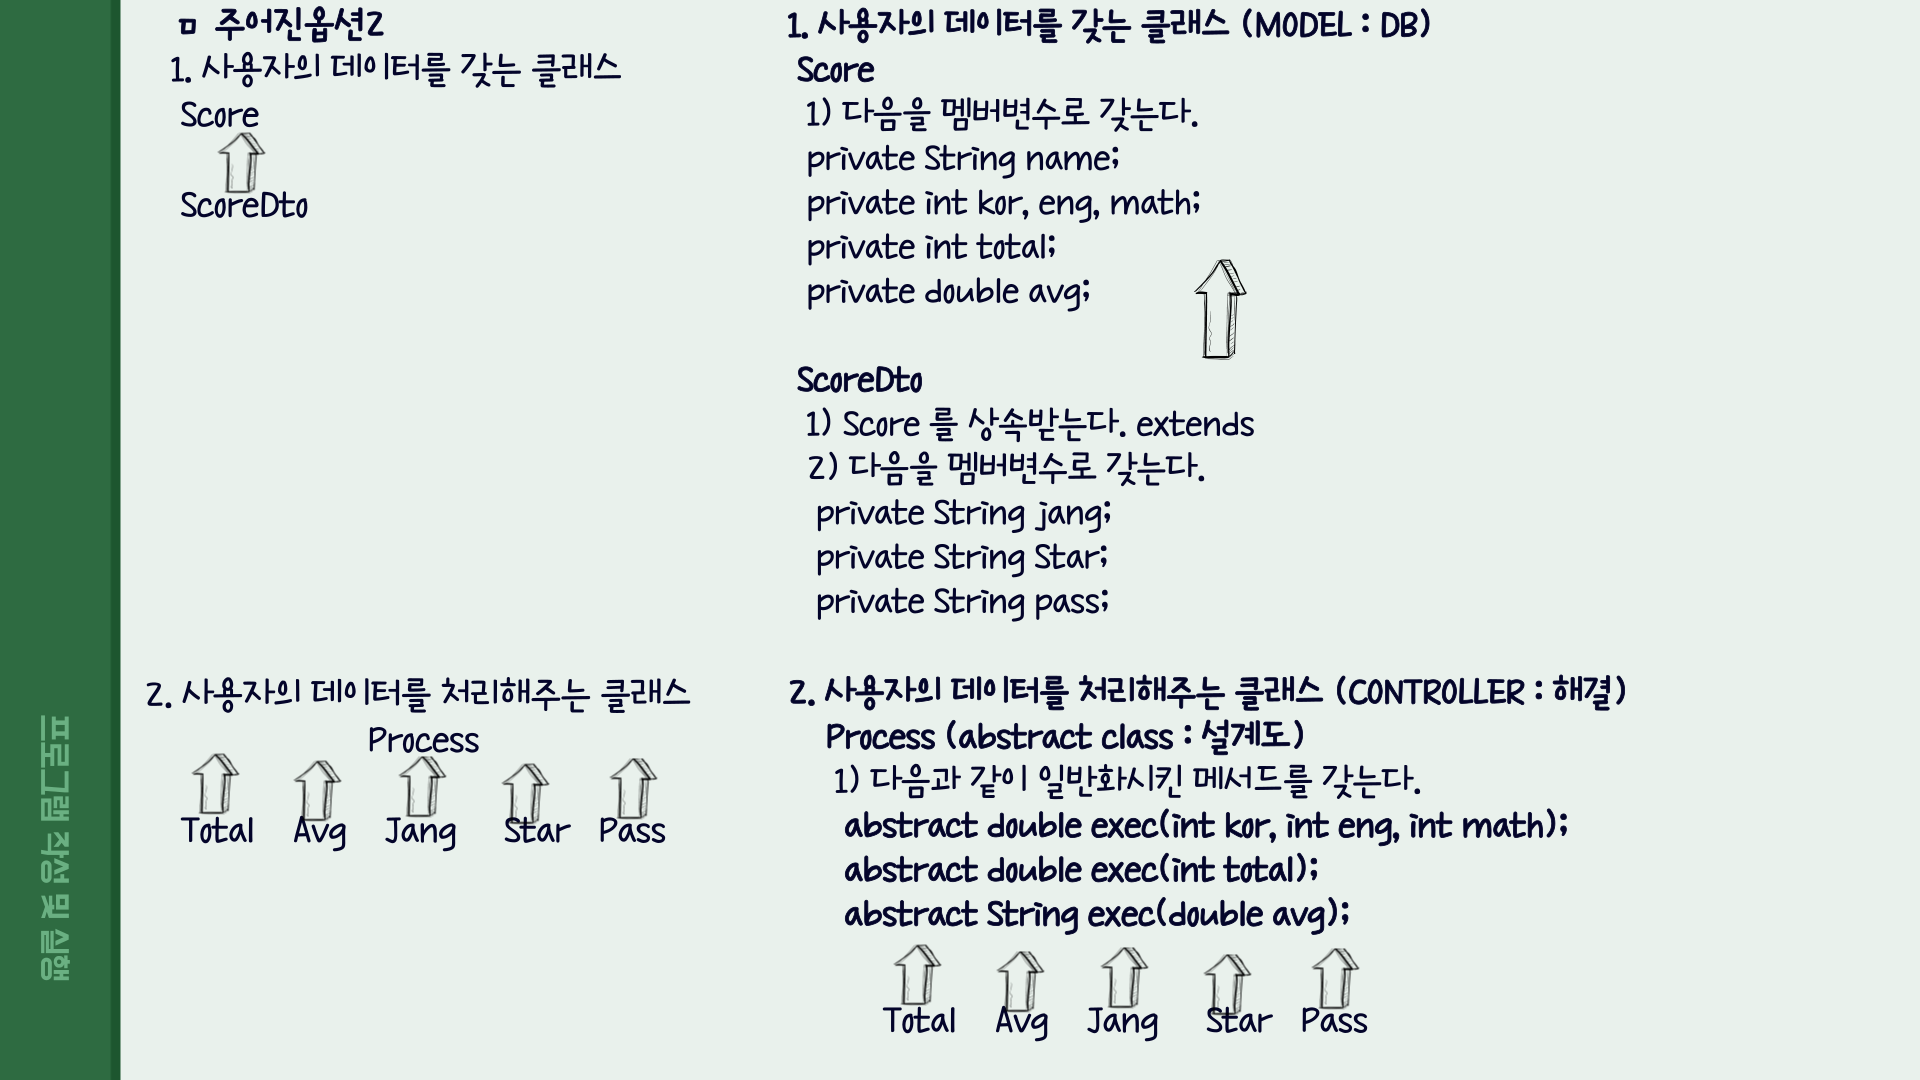 ㅁ 주어진옵션2
1. 사용자의 데이터를 갖는 클래스
Score
ScoreDto
2. 사용자의 데이터를 처리해주는 클래스
Process
Total Avg Jang Star Pass
1. 사용자의 데이터를 갖는 클래스 (MODEL : DB)
Score
1) 다음을 멤버변수로 갖는다.
private String name;
private int kor, eng, math;
private int total;
private double avg;
ScoreDto
1) Score 를 상속받는다. extends
2) 다음을 멤버변수로 갖는다.
private String jang;
private String Star;
private String pass;
2. 사용자의 데이터를 처리해주는 클래스 (CONTROLLER : 해결)
Process (abstract class : 설계도)
1) 다음과 같이 일반화시킨 메서드를 갖는다.
abstract double exec(int kor, int eng, int math);
abstract double exec(int total);
abstract String exec(double avg);
Total Avg Jang Star Pass
프로그램 작성 및 실행